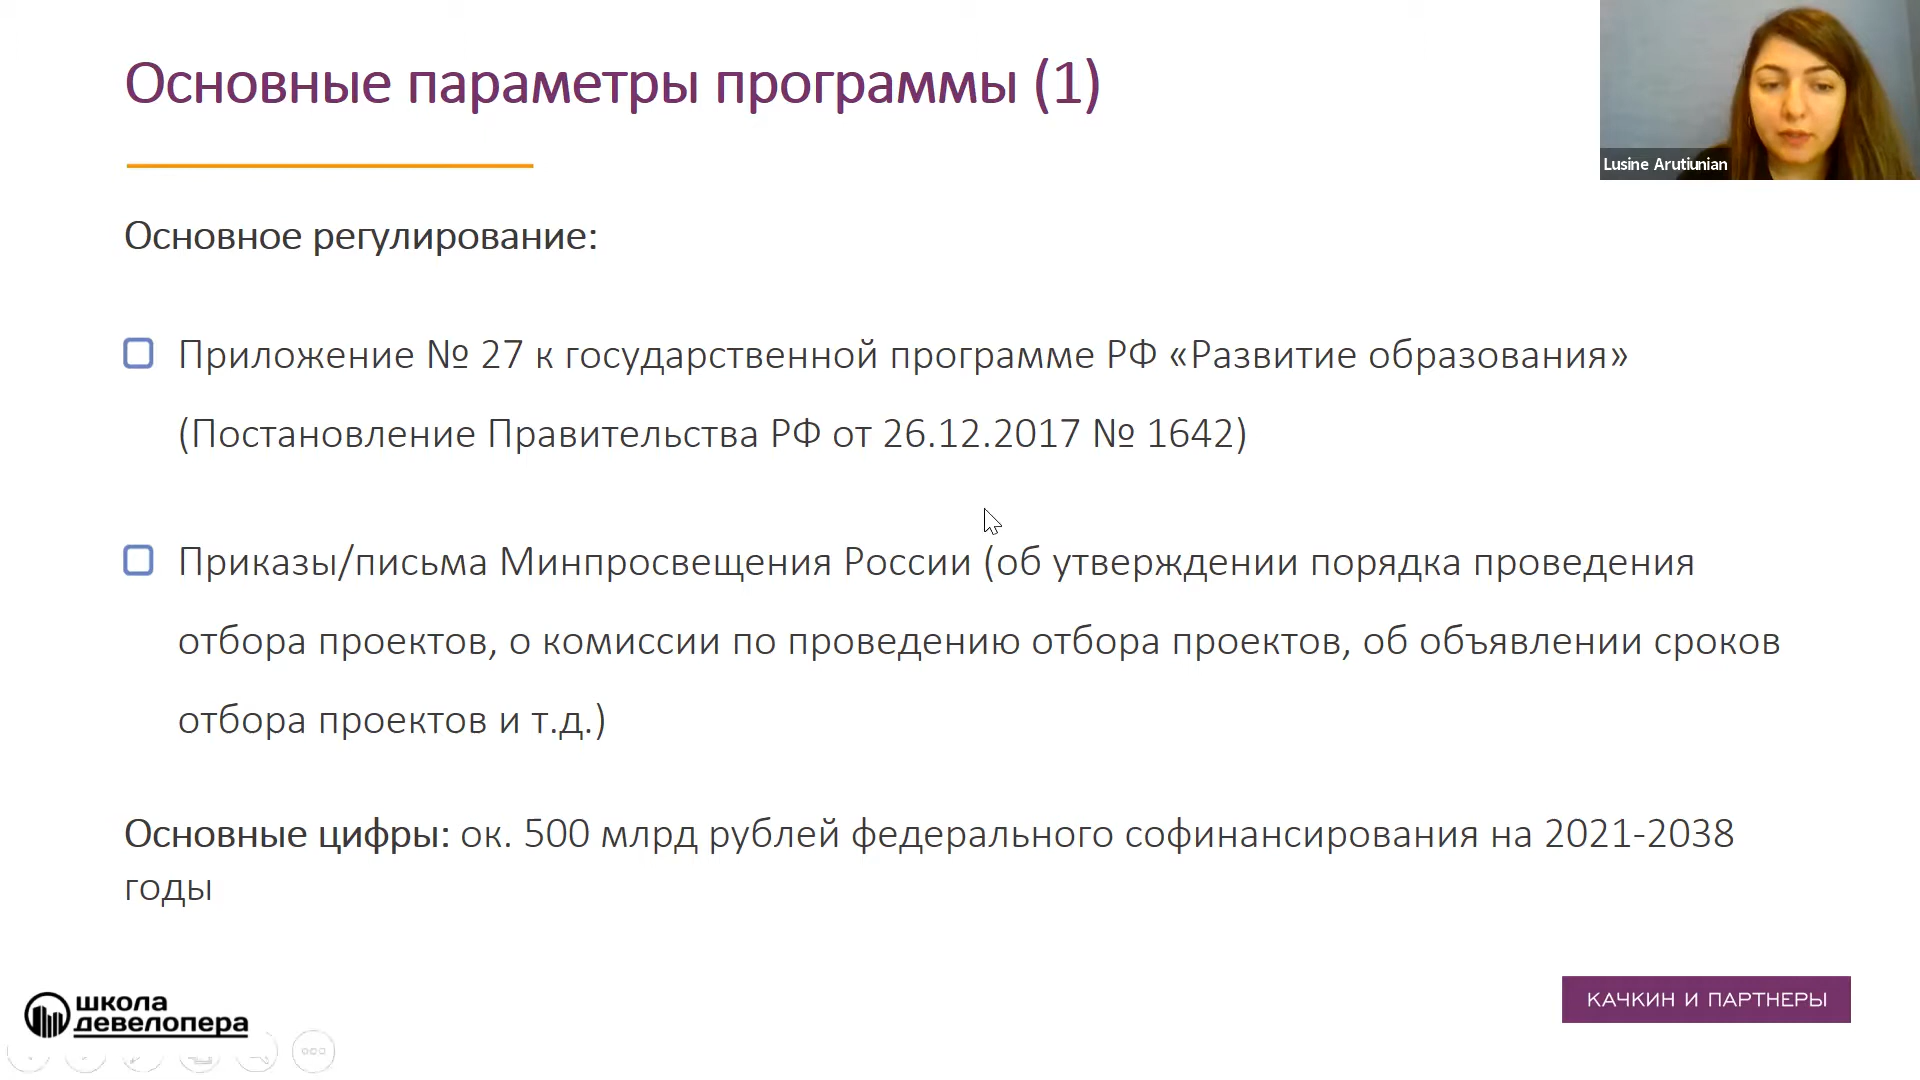 Основные параметры программы (1)
Lusine Arutiunian
Основное регулирование:
Приложение № 27 к государственной программе РФ «Развитие образования»
(Постановление Правительства РФ от 26.12.2017 № 1642)
Приказы/письма Минпросвещения России (об утверждении порядка проведения
отбора проектов, о комиссии по проведению отбора проектов, об объявлении сроков
отбора проектов и т.д.)
Основные цифры: ок. 500 млрд рублей федерального софинансирования на 2021-2038
годы
школа
девелопера
КАЧКИН И ПАРТНЕРЫ